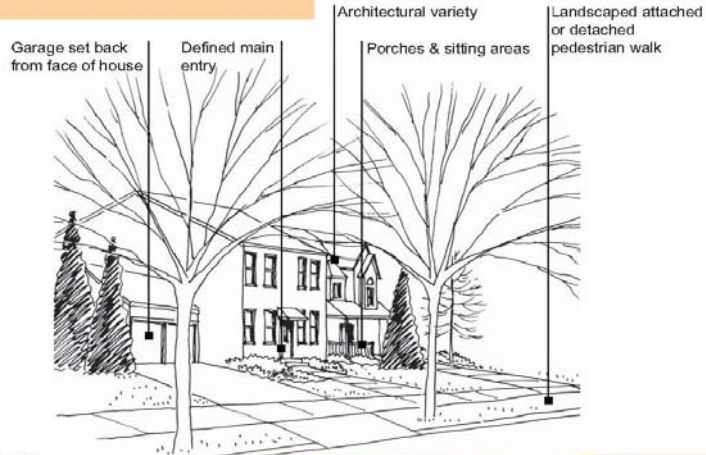 Architectural variety
Landscaped attached
or detached
pedestrian walk
Garage set back
from face of house
Defined main
entry
Porches & sitting areas